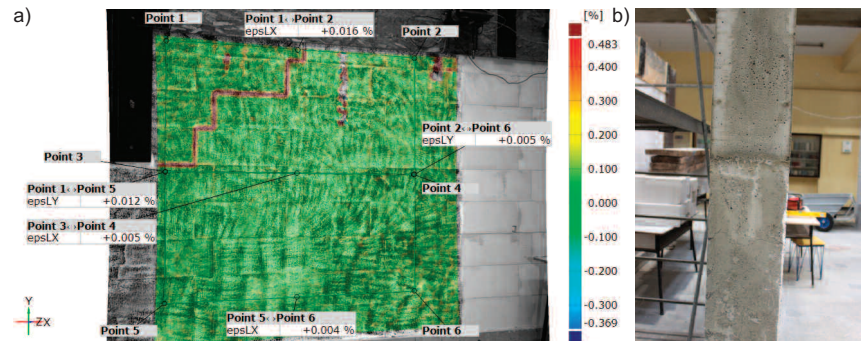 a)
Point 1
Point 1 Point 2
epsLX +0.016 %
Point 2
[%]
0.483
0.400
0.300
0.200
0.100
0.000
-0.100
-0.300
-0.369
b)
Point 2 Point 6
epsLY +0.005 %
Point 3
Point 4
Point 1 Point 5
epsLY +0.012 %
Point 3 Point 4
epsLX +0.005 %
Y
ZX
Point 5
Point 5 Point 6
epsLX +0.004 %
Point 6